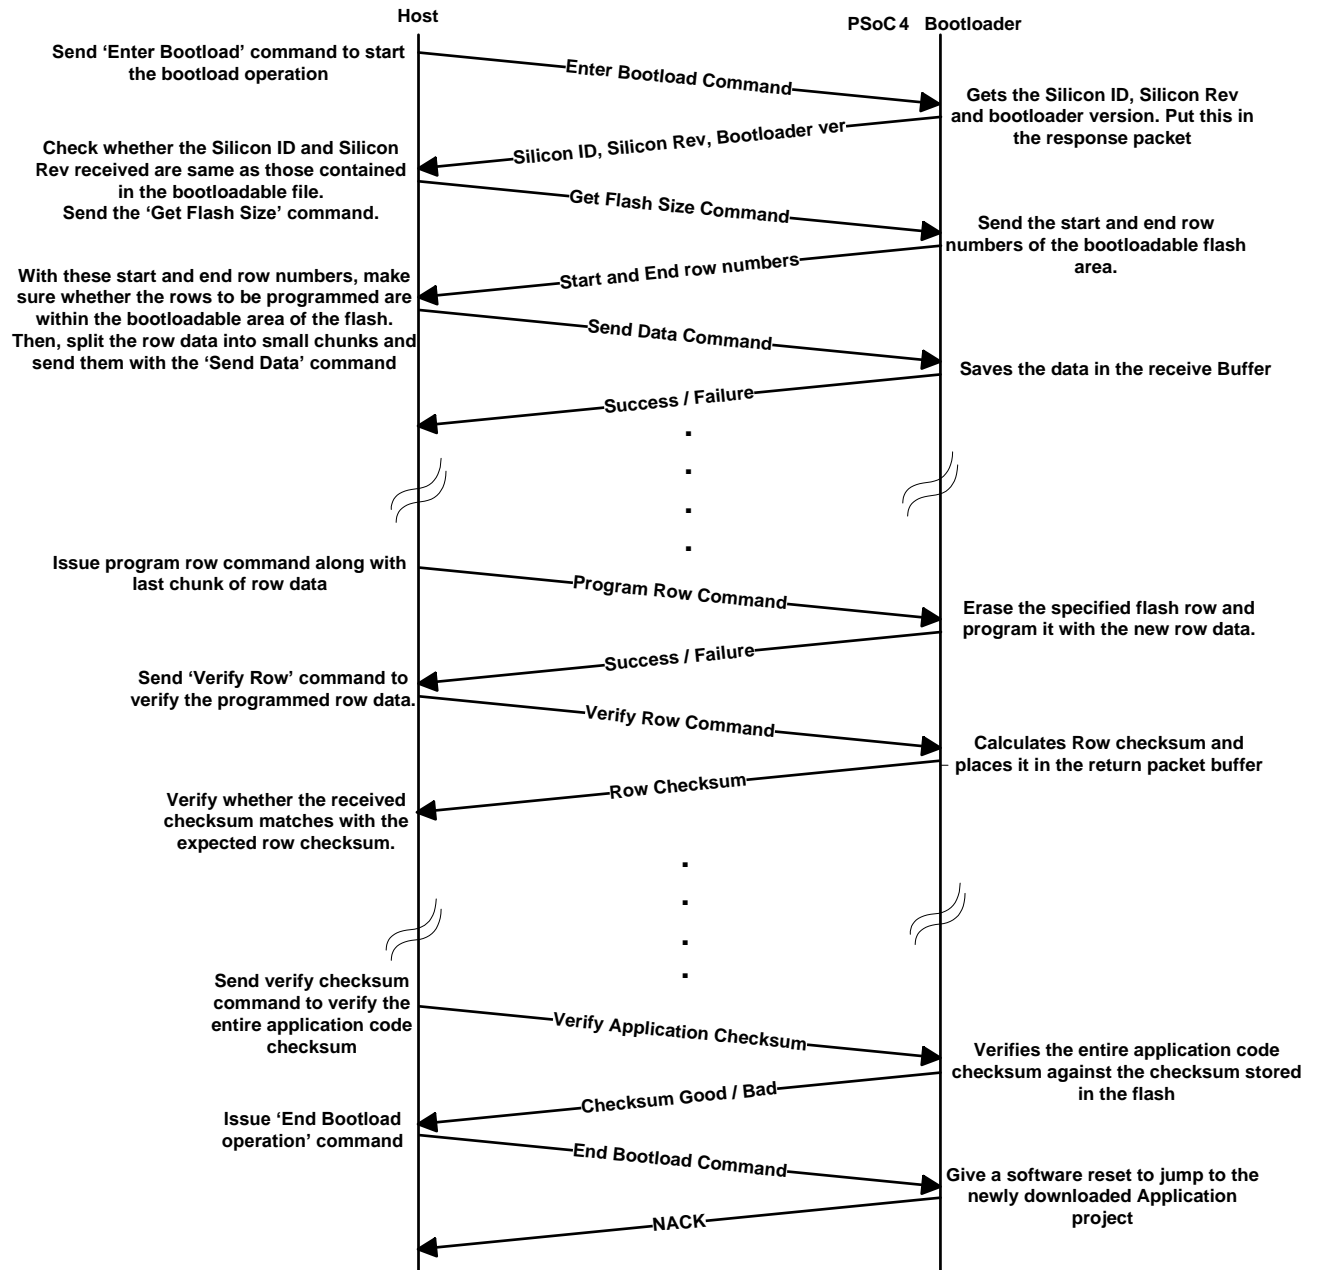 Host
PSoC 4 Bootloader
Send ‘Enter Bootload’ command to start
the bootload operation
Enter Bootload Command
Gets the Silicon ID, Silicon Rev
and bootloader version. Put this in
the response packet
Silicon ID, Silicon Rev, Bootloader ver
Check whether the Silicon ID and Silicon
Rev received are same as those contained
in the bootloadable file.
Send the ‘Get Flash Size’ command.
Get Flash Size Command
Send the start and end row
numbers of the bootloadable flash
area.
Start and End row numbers
With these start and end row numbers, make
sure whether the rows to be programmed are
within the bootloadable area of the flash.
Then, split the row data into small chunks and
send them with the ‘Send Data’ command
Send Data Command
Saves the data in the receive Buffer
Success / Failure
Issue program row command along with
last chunk of row data
Program Row Command
Erase the specified flash row and
program it with the new row data.
Success / Failure
Send ‘Verify Row’ command to
verify the programmed row data.
Verify Row Command
Calculates Row checksum and
places it in the return packet buffer
Row Checksum
Verify whether the received
checksum matches with the
expected row checksum.
Send verify checksum
command to verify the
entire application code
checksum
Verify Application Checksum
Verifies the entire application code
checksum against the checksum stored
in the flash
Checksum Good / Bad
Issue ‘End Bootload
operation’ command
End Bootload Command
Give a software reset to jump to the
newly downloaded Application
project
NACK